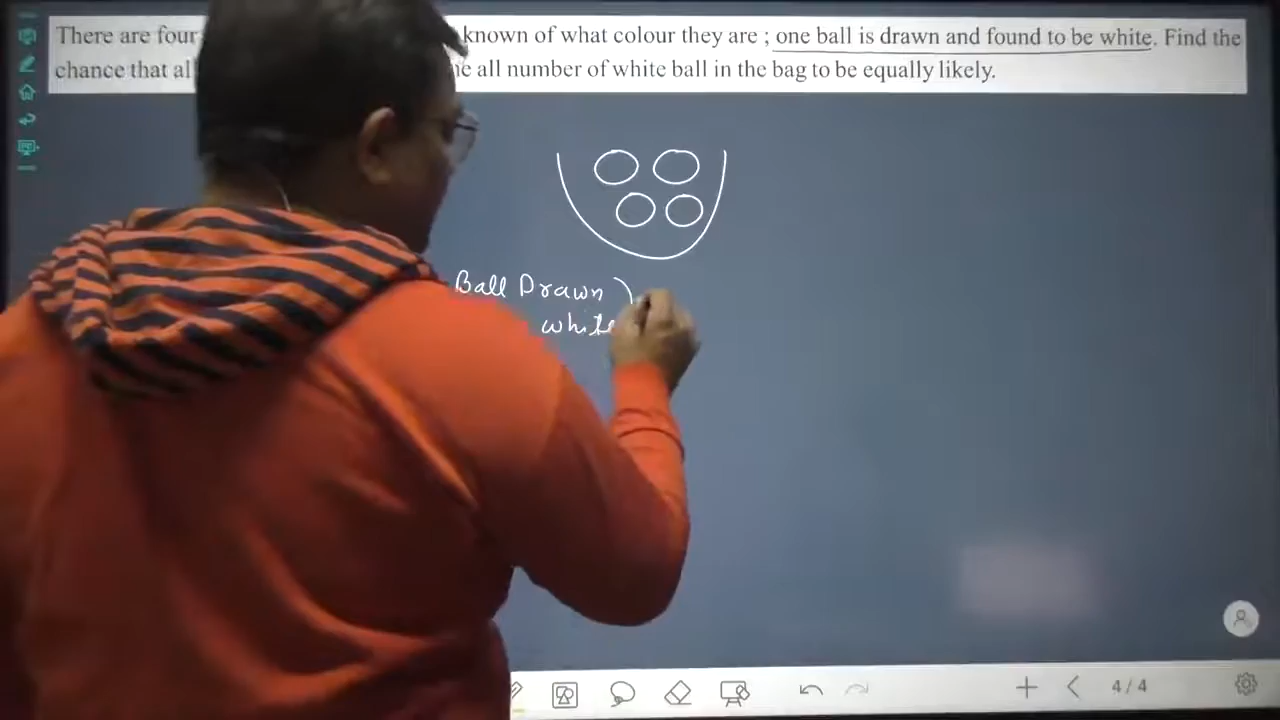 There are four known of what colour they are ; one ball is drawn and found to be white. Find the
chance that al all number of white ball in the bag to be equally likely.
Ball Drawn )
white
4 / 4